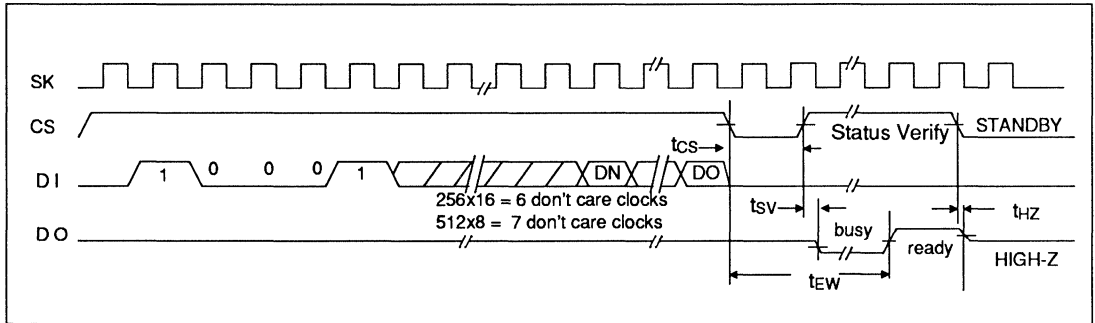 SK
CS
Status Verify
STANDBY
tCS
DI
1
0
0
0
1
DN
DO
256x16 = 6 don't care clocks
512x8 = 7 don't care clocks
tSV
tHZ
DO
busy
ready
HIGH-Z
tEW